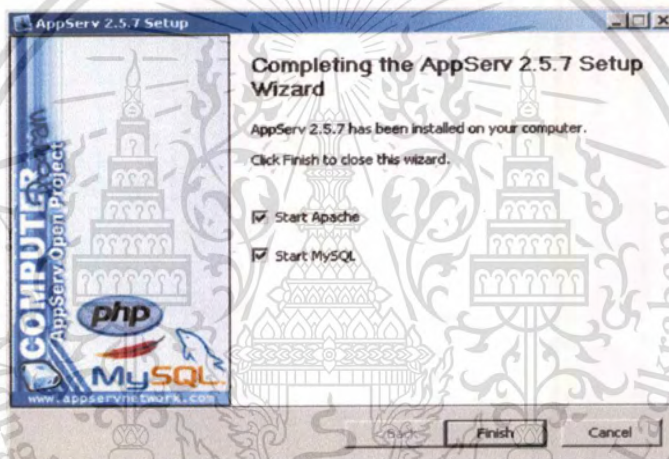 AppServ 2.5.7 Setup
Completing the AppServ 2.5.7 Setup
Wizard
AppServ 2.5.7 has been installed on your computer.
Click Finish to close this wizard.
Start Apache
Start MySQL
COMPUTER
AppServ Open Project
php
MySQL
www.appservnetwork.com
Back
Finish
Cancel